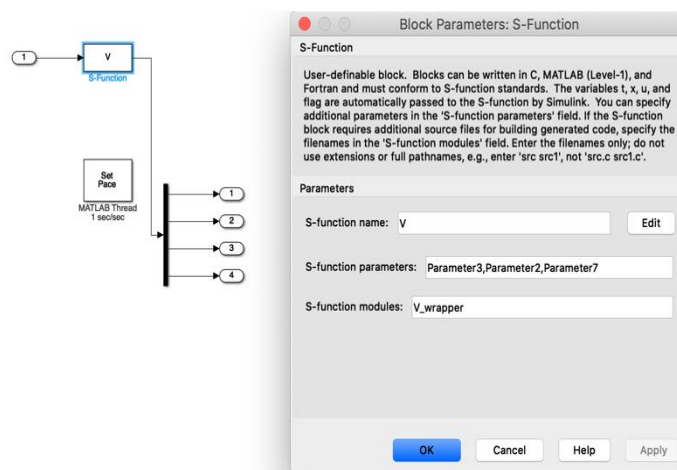 1
V
S-Function
Set
Pace
MATLAB Thread
1 sec/sec
1
2
3
4
Block Parameters: S-Function
S-Function
User-definable block.  Blocks can be written in C, MATLAB (Level-1), and
Fortran and must conform to S-function standards.  The variables t, x, u, and
flag are automatically passed to the S-function by Simulink.  You can specify
additional parameters in the 'S-function parameters' field. If the S-function
block requires additional source files for building generated code, specify the
filenames in the 'S-function modules' field. Enter the filenames only; do not
use extensions or full pathnames, e.g., enter 'src src1', not 'src.c src1.c'.
Parameters
S-function name: V Edit
S-function parameters: Parameter3,Parameter2,Parameter7
S-function modules: V_wrapper
OK Cancel Help Apply